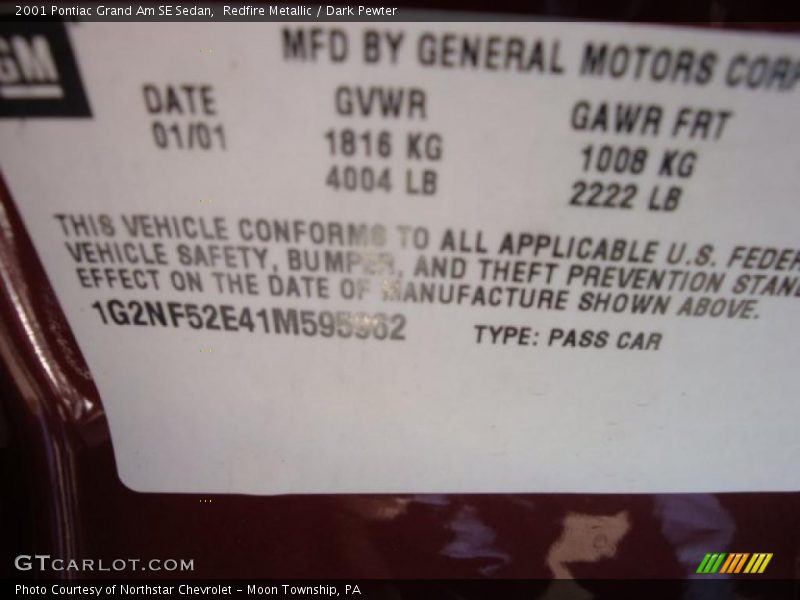 2001 Pontiac Grand Am SE Sedan,  Redfire Metallic / Dark Pewter
GM
MFD BY GENERAL MOTORS CORP
DATE GVWR GAWR FRT
01/01 1816 KG 1008 KG
4004 LB 2222 LB
THIS VEHICLE CONFORMS TO ALL APPLICABLE U.S. FEDER
VEHICLE SAFETY, BUMPER, AND THEFT PREVENTION STAN
EFFECT ON THE DATE OF MANUFACTURE SHOWN ABOVE.
1G2NF52E41M595962 TYPE: PASS CAR
GTCARLOT.COM
Photo Courtesy of Northstar Chevrolet - Moon Township, PA